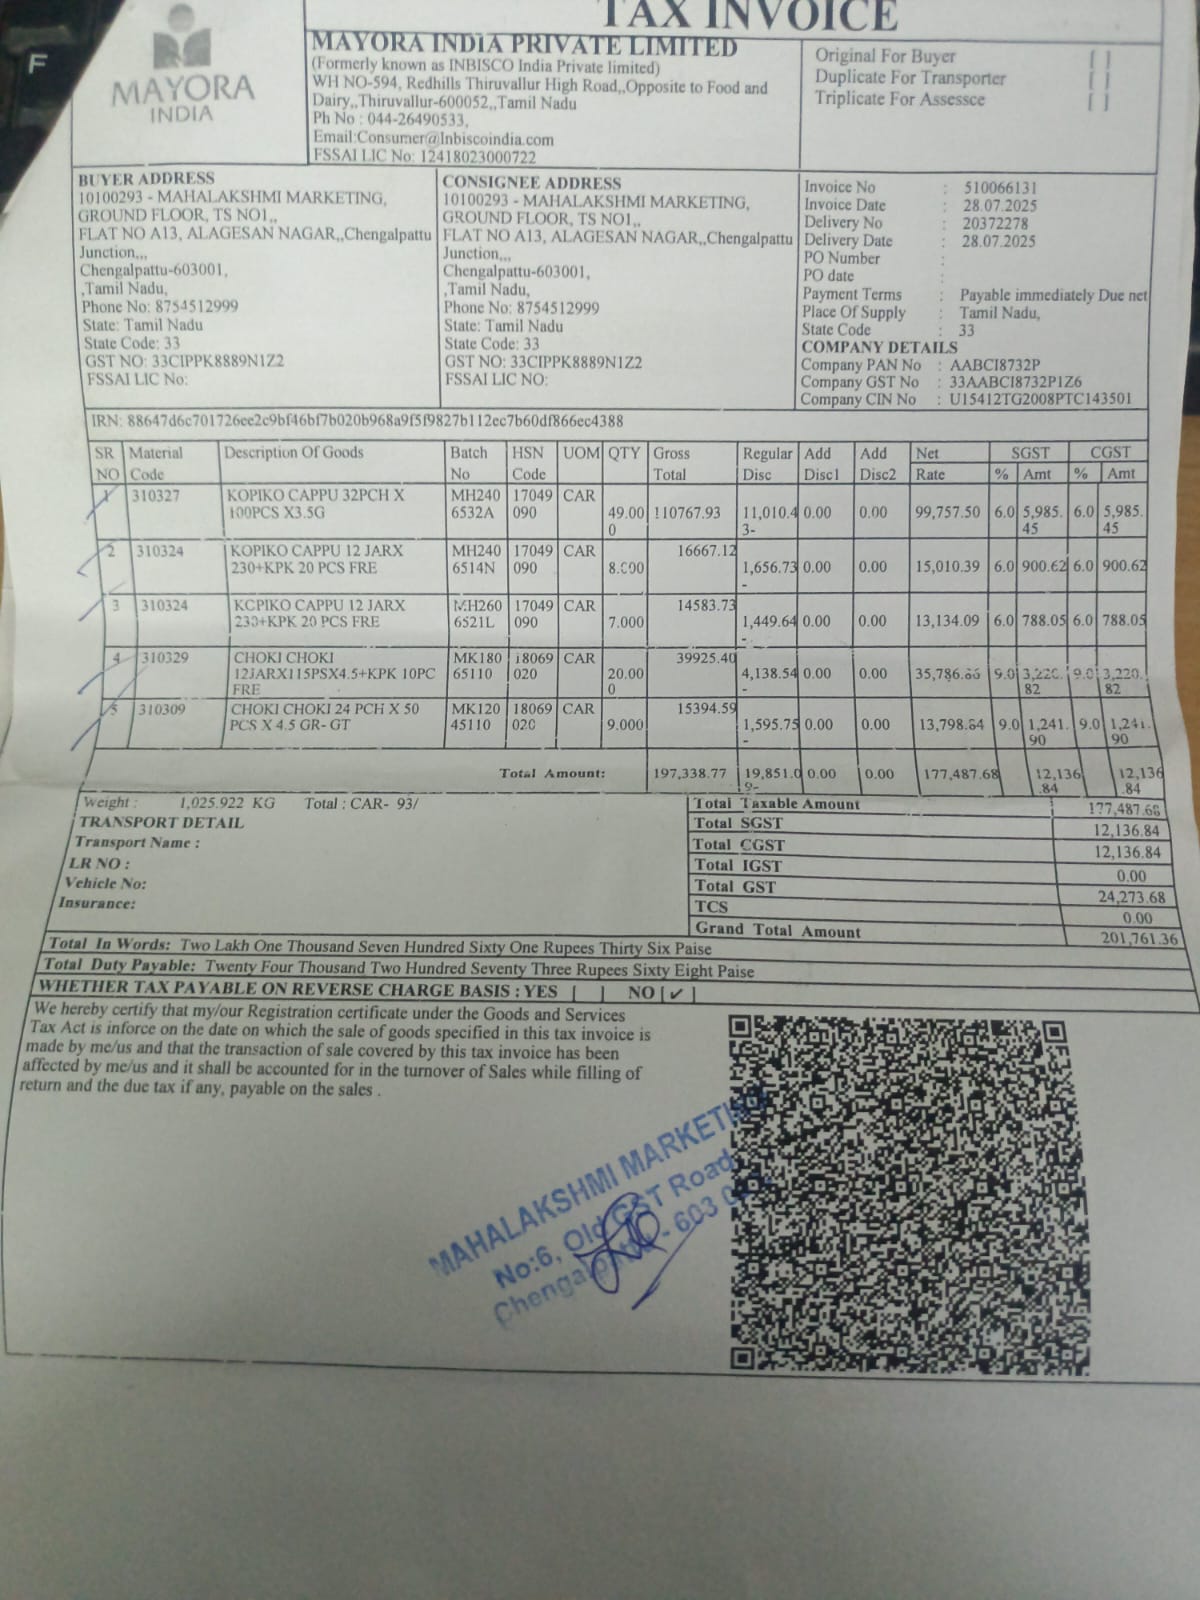 F
TAX INVOICE
MAYORA
INDIA
MAYORA INDIA PRIVATE LIMITED
(Formerly known as INBISCO India Private limited)
WH NO-594, Redhills Thiruvallur High Road,,Opposite to Food and
Dairy,,Thiruvallur-600052,,Tamil Nadu
Ph No : 044-26490533,
Email:Consumer@Inbiscoindia.com
FSSAI LIC No: 12418023000722
Original For Buyer [ ]
Duplicate For Transporter [ ]
Triplicate For Assessce [ ]
BUYER ADDRESS
10100293 - MAHALAKSHMI MARKETING,
GROUND FLOOR, TS NO1,,
FLAT NO A13, ALAGESAN NAGAR,,Chengalpattu
Junction,,,
Chengalpattu-603001,
,Tamil Nadu,
Phone No: 8754512999
State: Tamil Nadu
State Code: 33
GST NO: 33CIPPK8889N1Z2
FSSAI LIC No:
CONSIGNEE ADDRESS
10100293 - MAHALAKSHMI MARKETING,
GROUND FLOOR, TS NO1,,
FLAT NO A13, ALAGESAN NAGAR,,Chengalpattu
Junction,,,
Chengalpattu-603001,
,Tamil Nadu,
Phone No: 8754512999
State: Tamil Nadu
State Code: 33
GST NO: 33CIPPK8889N1Z2
FSSAI LIC NO:
Invoice No : 510066131
Invoice Date : 28.07.2025
Delivery No : 20372278
Delivery Date : 28.07.2025
PO Number :
PO date :
Payment Terms : Payable immediately Due net
Place Of Supply : Tamil Nadu,
State Code : 33
COMPANY DETAILS
Company PAN No : AABCI8732P
Company GST No : 33AABCI8732P1Z6
Company CIN No : U15412TG2008PTC143501
IRN: 88647d6c701726ee2c9bf46bf7b020b968a9f5f9827b112ec7b60df866ec4388
SR Material Description Of Goods Batch HSN UOM QTY Gross Regular Add Add Net SGST CGST
NO Code No Code Total Disc Disc1 Disc2 Rate % Amt % Amt
1 310327 KOPIKO CAPPU 32PCH X MH240 17049 CAR
100PCS X3.5G 6532A 090 49.00 110767.93 11,010.4 0.00 0.00 99,757.50 6.0 5,985. 6.0 5,985.
0 3- 45 45
2 310324 KOPIKO CAPPU 12 JARX MH240 17049 CAR 16667.12
230+KPK 20 PCS FRE 6514N 090 8.000 1,656.73 0.00 0.00 15,010.39 6.0 900.62 6.0 900.62
-
3 310324 KOPIKO CAPPU 12 JARX MH260 17049 CAR 14583.73
230+KPK 20 PCS FRE 6521L 090 7.000 1,449.64 0.00 0.00 13,134.09 6.0 788.05 6.0 788.05
-
4 310329 CHOKI CHOKI MK180 18069 CAR 39925.40
12JARX115PSX4.5+KPK 10PC 65110 020 20.00 4,138.54 0.00 0.00 35,786.86 9.0 3,220. 9.0 3,220.
FRE 0 - 82 82
5 310309 CHOKI CHOKI 24 PCH X 50 MK120 18069 CAR 15394.59
PCS X 4.5 GR- GT 45110 020 9.000 1,595.75 0.00 0.00 13,798.84 9.0 1,241. 9.0 1,241.
- 90 90
Total Amount: 197,338.77 19,851.0 0.00 0.00 177,487.68 12,136 12,136
9- .84 .84
Weight : 1,025.922 KG Total : CAR- 93/
TRANSPORT DETAIL
Transport Name :
LR NO :
Vehicle No:
Insurance:
Total Taxable Amount 177,487.68
Total SGST 12,136.84
Total CGST 12,136.84
Total IGST 0.00
Total GST 24,273.68
TCS 0.00
Grand Total Amount 201,761.36
Total In Words: Two Lakh One Thousand Seven Hundred Sixty One Rupees Thirty Six Paise
Total Duty Payable: Twenty Four Thousand Two Hundred Seventy Three Rupees Sixty Eight Paise
WHETHER TAX PAYABLE ON REVERSE CHARGE BASIS : YES [ ] NO [✓]
We hereby certify that my/our Registration certificate under the Goods and Services
Tax Act is inforce on the date on which the sale of goods specified in this tax invoice is
made by me/us and that the transaction of sale covered by this tax invoice has been
affected by me/us and it shall be accounted for in the turnover of Sales while filling of
return and the due tax if any, payable on the sales .
MAHALAKSHMI MARKETING
No:6, Old GST Road,
603